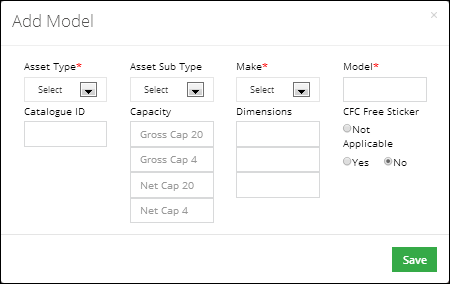 Add Model ×
Asset Type* Asset Sub Type Make* Model*
Select Select Select
Catalogue ID Capacity Dimensions CFC Free Sticker
Gross Cap 20
Gross Cap 4
Net Cap 20
Net Cap 4
Not
Applicable
Yes No
Save